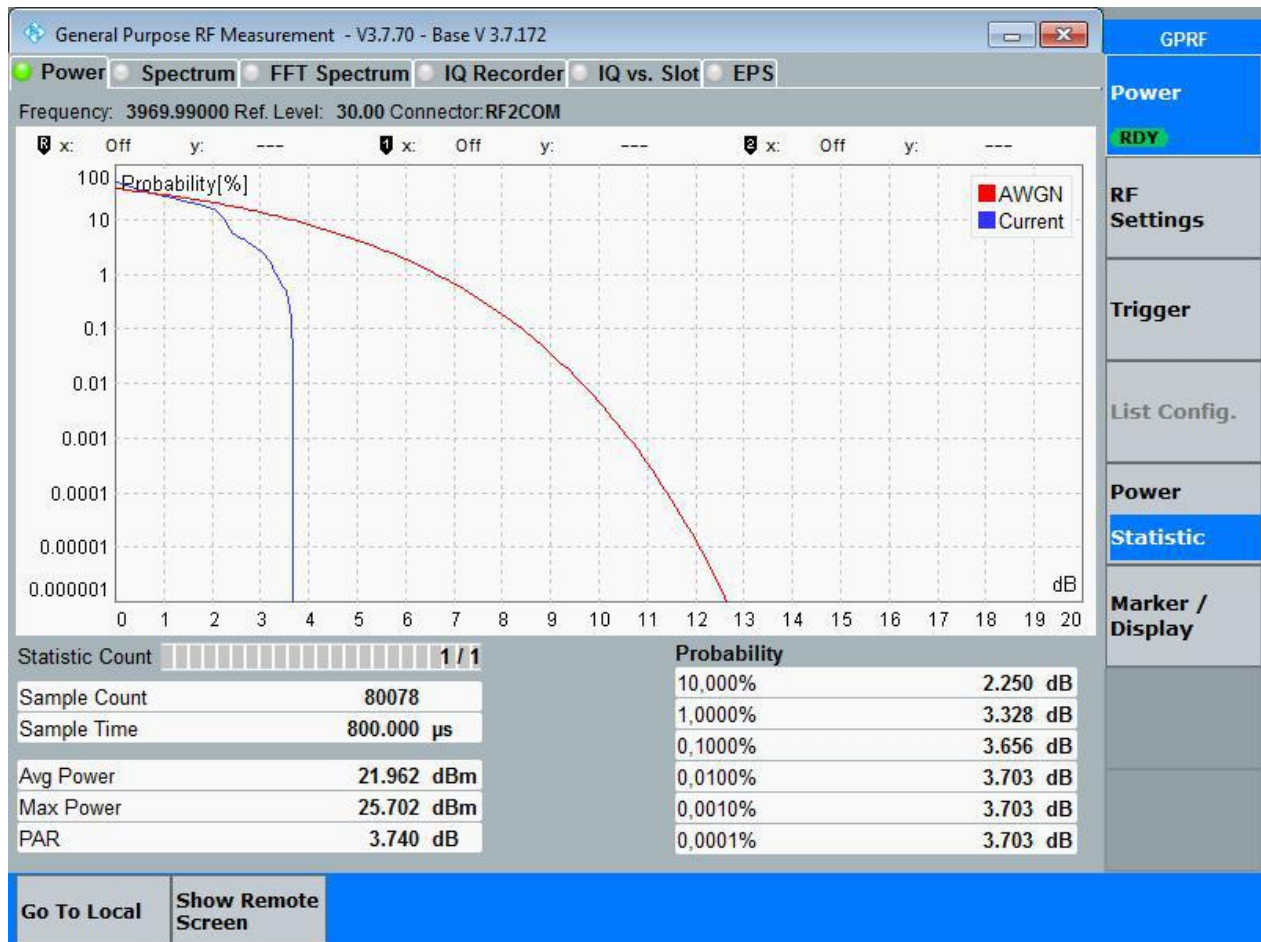 General Purpose RF Measurement - V3.7.70 - Base V 3.7.172
GPRF
Power Spectrum FFT Spectrum IQ Recorder IQ vs. Slot EPS
Frequency: 3969.99000 Ref. Level: 30.00 Connector: RF2COM
R x: Off y: --- 1 x: Off y: --- 2 x: Off y: ---
Probability[%]
AWGN
Current
100
10
1
0.1
0.01
0.001
0.0001
0.00001
0.000001
dB
0 1 2 3 4 5 6 7 8 9 10 11 12 13 14 15 16 17 18 19 20
Statistic Count 1 / 1
Sample Count 80078
Sample Time 800.000 µs
Avg Power 21.962 dBm
Max Power 25.702 dBm
PAR 3.740 dB
Probability
10,000% 2.250 dB
1,0000% 3.328 dB
0,1000% 3.656 dB
0,0100% 3.703 dB
0,0010% 3.703 dB
0,0001% 3.703 dB
Power
RDY
RF
Settings
Trigger
List Config.
Power
Statistic
Marker /
Display
Go To Local
Show Remote
Screen